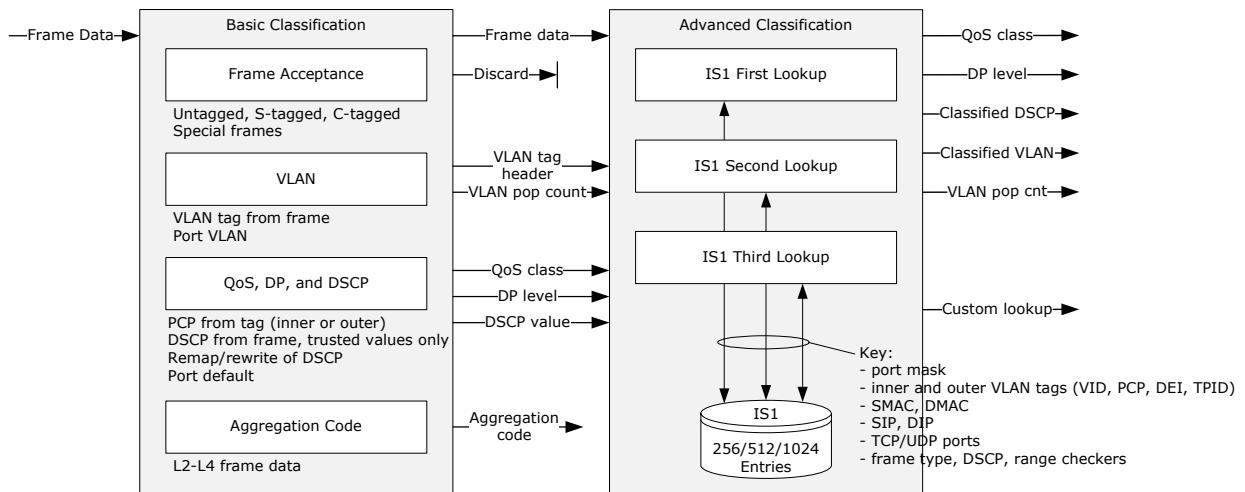 Basic Classification
Advanced Classification
Frame Data
Frame data
QoS class
Frame Acceptance
Discard
IS1 First Lookup
DP level
Untagged, S-tagged, C-tagged
Special frames
Classified DSCP
VLAN
VLAN tag
header
VLAN pop count
IS1 Second Lookup
Classified VLAN
VLAN pop cnt
VLAN tag from frame
Port VLAN
QoS, DP, and DSCP
QoS class
DP level
DSCP value
IS1 Third Lookup
Custom lookup
PCP from tag (inner or outer)
DSCP from frame, trusted values only
Remap/rewrite of DSCP
Port default
Key:
- port mask
- inner and outer VLAN tags (VID, PCP, DEI, TPID)
- SMAC, DMAC
- SIP, DIP
- TCP/UDP ports
- frame type, DSCP, range checkers
Aggregation Code
Aggregation
code
L2-L4 frame data
IS1
256/512/1024
Entries